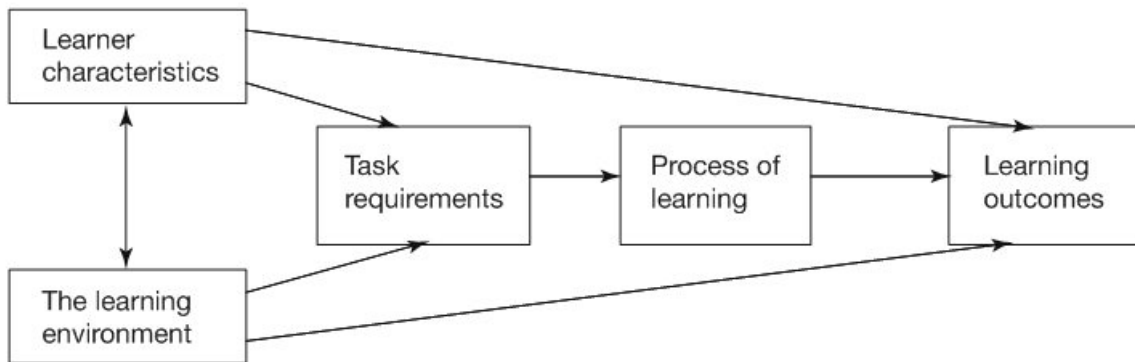 Learner
characteristics
Task
requirements
Process of
learning
Learning
outcomes
The learning
environment